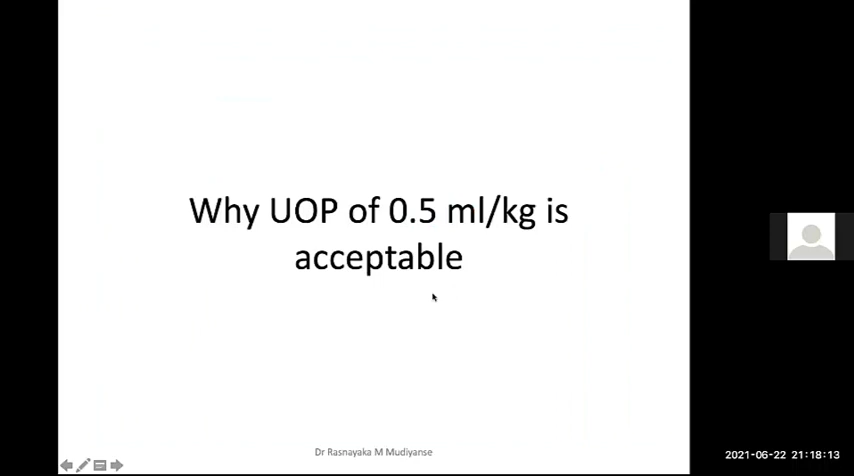 Why UOP of 0.5 ml/kg is
acceptable
Dr Rasnayaka M Mudiyanse
2021-06-22 21:18:13